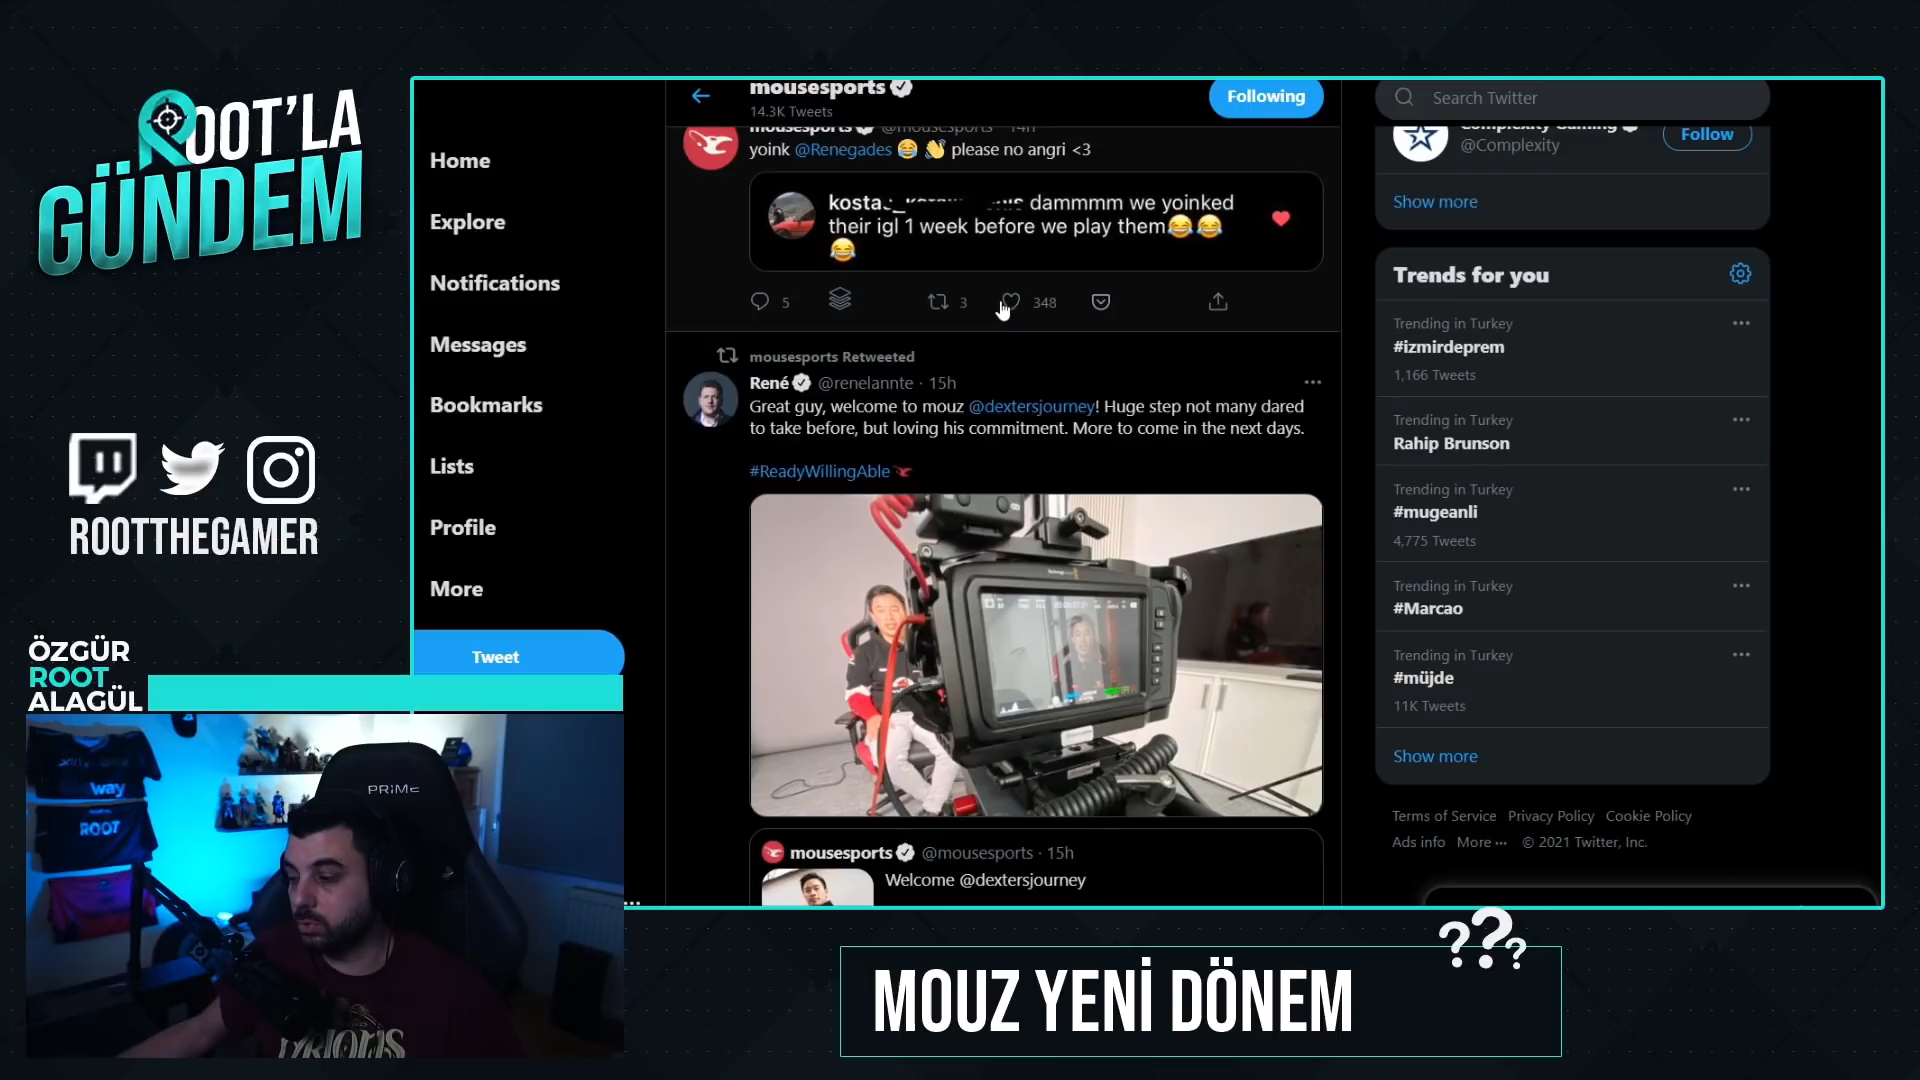 ROOT'LA
GÜNDEM
ROOTTHEGAMER
ÖZGÜR
ROOT
ALAGÜL
Home
Explore
Notifications
Messages
Bookmarks
Lists
Profile
More
Tweet
mousesports
14.3K Tweets
Following
mousesports @mousesports · 14h
yoink @Renegades 😂 👋 please no angri <3
dammmm we yoinked
their igl 1 week before we play them😂😂
😂
5 3 348
mousesports Retweeted
René @renelannte · 15h
Great guy, welcome to mouz @dextersjourney! Huge step not many dared
to take before, but loving his commitment. More to come in the next days.
#ReadyWillingAble
mousesports @mousesports · 15h
Welcome @dextersjourney
Search Twitter
Complexity Gaming
@Complexity
Follow
Show more
Trends for you
Trending in Turkey
#izmirdeprem
1,166 Tweets
Trending in Turkey
Rahip Brunson
Trending in Turkey
#mugeanli
4,775 Tweets
Trending in Turkey
#Marcao
Trending in Turkey
#müjde
11K Tweets
Show more
Terms of Service Privacy Policy Cookie Policy
Ads info More ··· © 2021 Twitter, Inc.
PRIME
way
ROOT
???
MOUZ YENİ DÖNEM